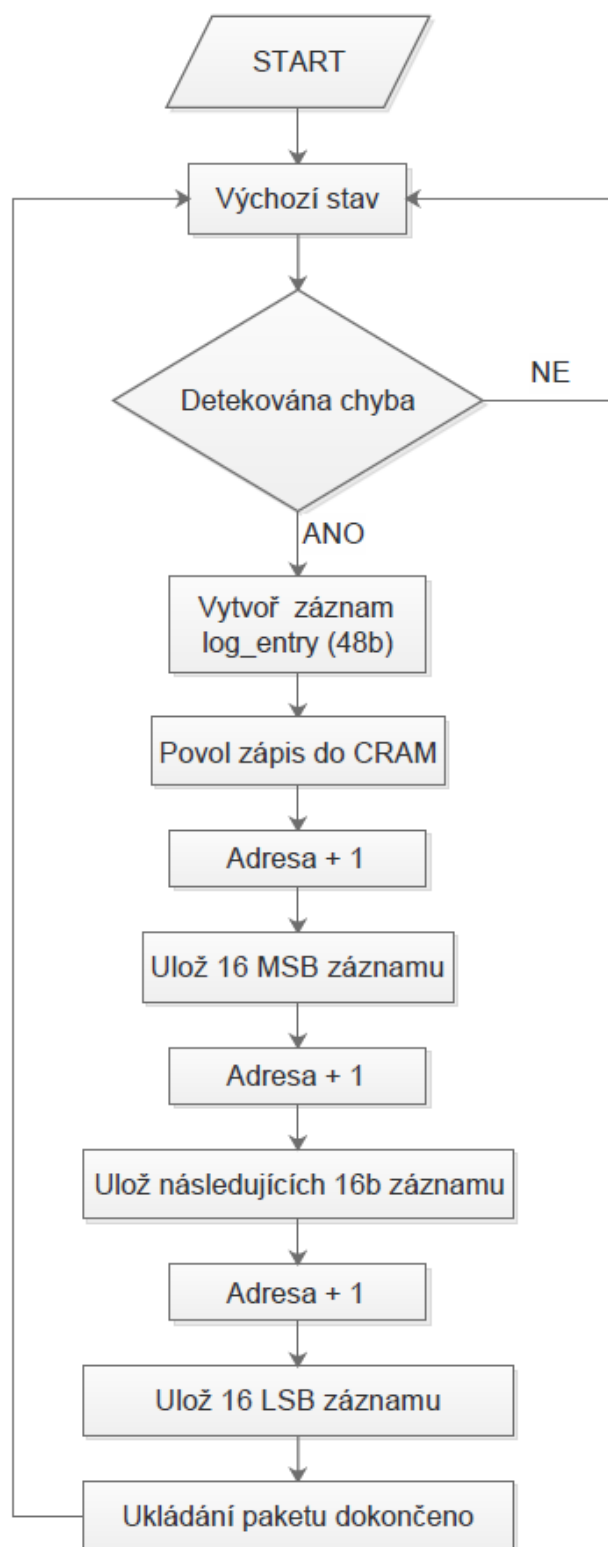 START
Výchozí stav
Detekována chyba
NE
ANO
Vytvoř záznam
log_entry (48b)
Povol zápis do CRAM
Adresa + 1
Ulož 16 MSB záznamu
Adresa + 1
Ulož následujících 16b záznamu
Adresa + 1
Ulož 16 LSB záznamu
Ukládání paketu dokončeno